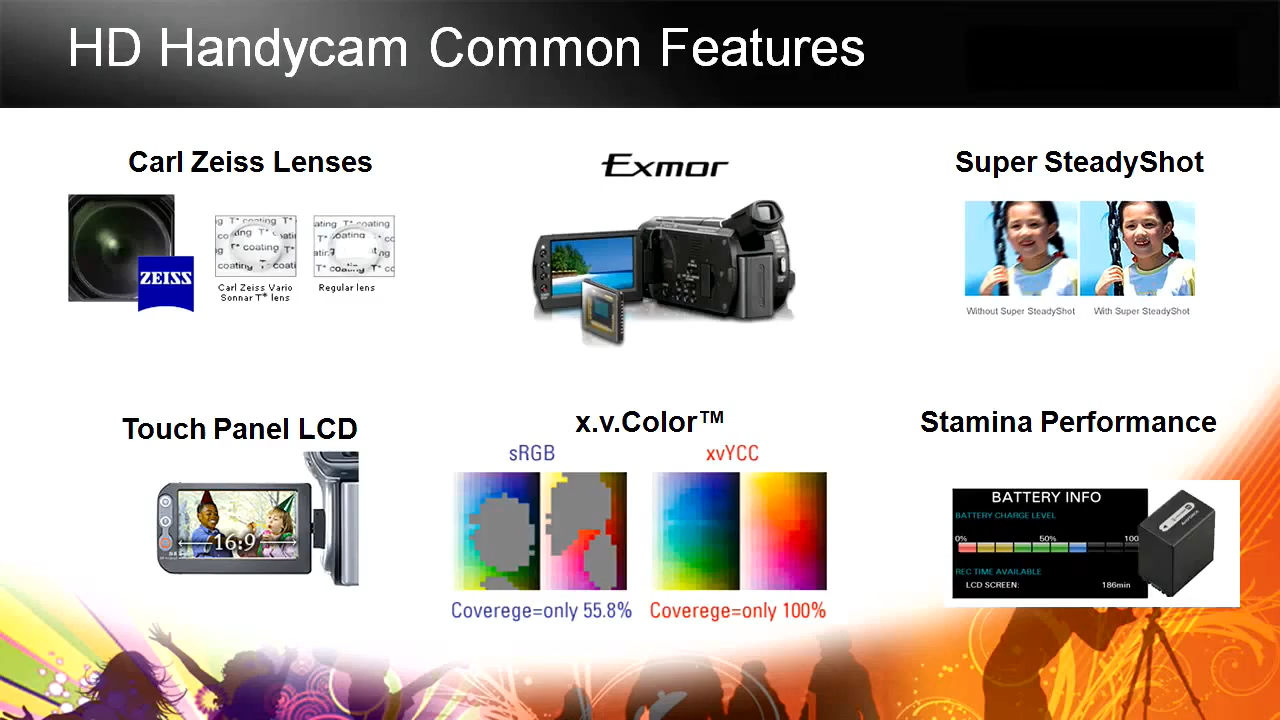 HD Handycam Common Features
Carl Zeiss Lenses
ZEISS
Carl Zeiss Vario
Sonnar T* lens
Regular lens
Exmor
Super SteadyShot
Without Super SteadyShot
With Super SteadyShot
Touch Panel LCD
16:9
x.v.Color™
sRGB
xvYCC
Coverege=only 55.8%
Coverege=only 100%
Stamina Performance
BATTERY INFO
BATTERY CHARGE LEVEL
0% 50% 100
REC TIME AVAILABLE
LCD SCREEN: 186min